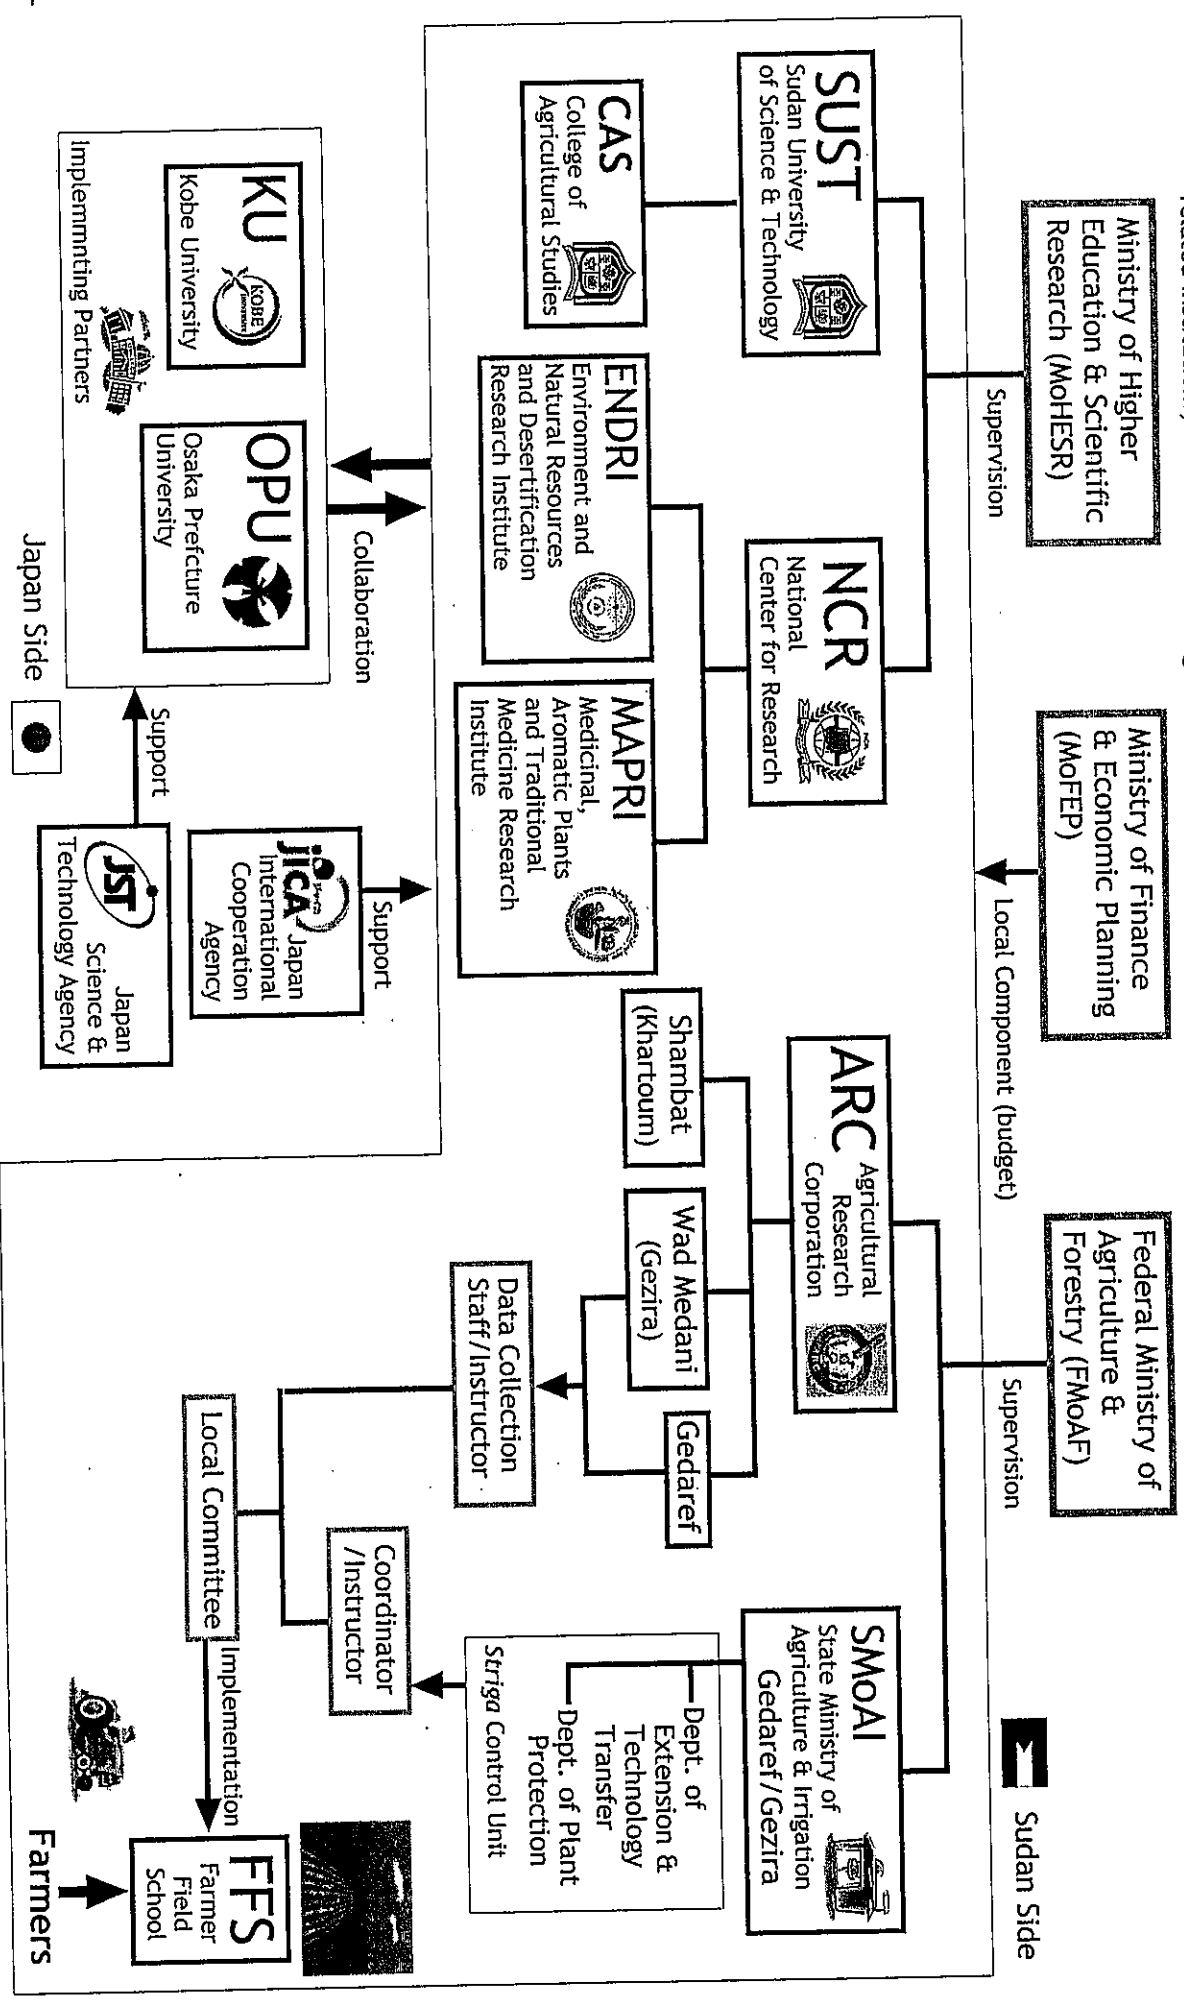 Ministry of Higher
Education & Scientific
Research (MoHESR)
Ministry of Finance
& Economic Planning
(MoFEP)
Federal Ministry of
Agriculture &
Forestry (FMoAF)
Sudan Side
Supervision
Local Component (budget)
Supervision
SUST
Sudan University
of Science & Technology
NCR
National
Center for Research
ARC
Agricultural
Research
Corporation
SMoAI
State Ministry of
Agriculture & Irrigation
Gedaref/Gezira
CAS
College of
Agricultural Studies
ENDRI
Environment and
Natural Resources
and Desertification
Research Institute
MAPRI
Medicinal,
Aromatic Plants
and Traditional
Medicine Research
Institute
Shambat
(Khartoum)
Wad Medani
(Gezira)
Gedaref
Dept. of
Extension &
Technology
Transfer
Dept. of Plant
Protection
Striga Control Unit
Data Collection
Staff/Instructor
Coordinator
/Instructor
Local Committee
Implementation
FFS
Farmer
Field
School
Farmers
Collaboration
Support
KU
Kobe University
KOBE
OPU
Osaka Prefcture
University
Implemmnting Partners
jICA
Japan
International
Cooperation
Agency
Support
JST
Japan
Science &
Technology Agency
Japan Side